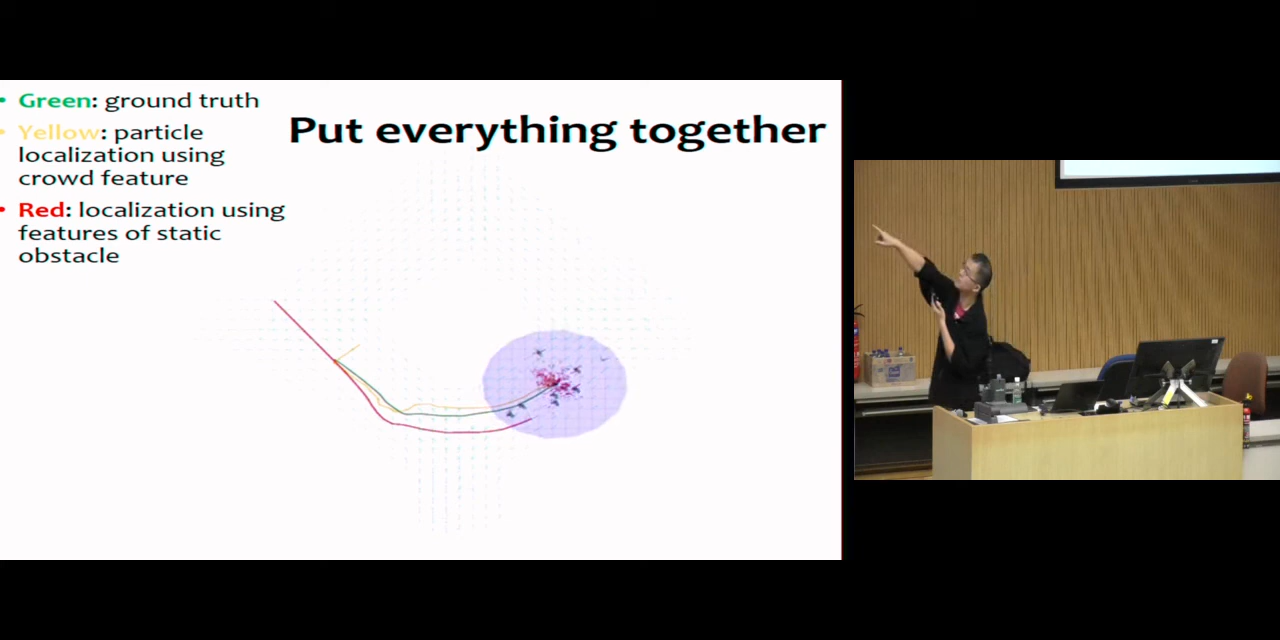 Put everything together
• Green: ground truth
• Yellow: particle
localization using
crowd feature
• Red: localization using
features of static
obstacle